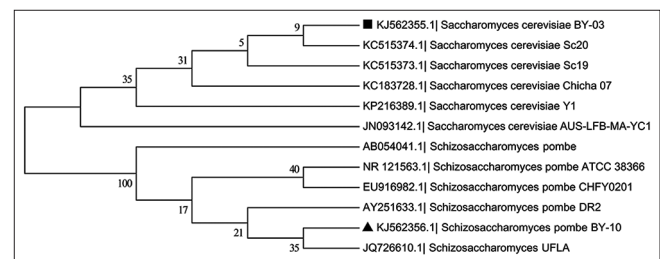 9
KJ562355.1| Saccharomyces cerevisiae BY-03
5
KC515374.1| Saccharomyces cerevisiae Sc20
31
KC515373.1| Saccharomyces cerevisiae Sc19
35
KC183728.1| Saccharomyces cerevisiae Chicha 07
KP216389.1| Saccharomyces cerevisiae Y1
JN093142.1| Saccharomyces cerevisiae AUS-LFB-MA-YC1
AB054041.1| Schizosaccharomyces pombe
100
40
NR 121563.1| Schizosaccharomyces pombe ATCC 38366
EU916982.1| Schizosaccharomyces pombe CHFY0201
17
AY251633.1| Schizosaccharomyces pombe DR2
21
KJ562356.1| Schizosaccharomyces pombe BY-10
35
JQ726610.1| Schizosaccharomyces UFLA